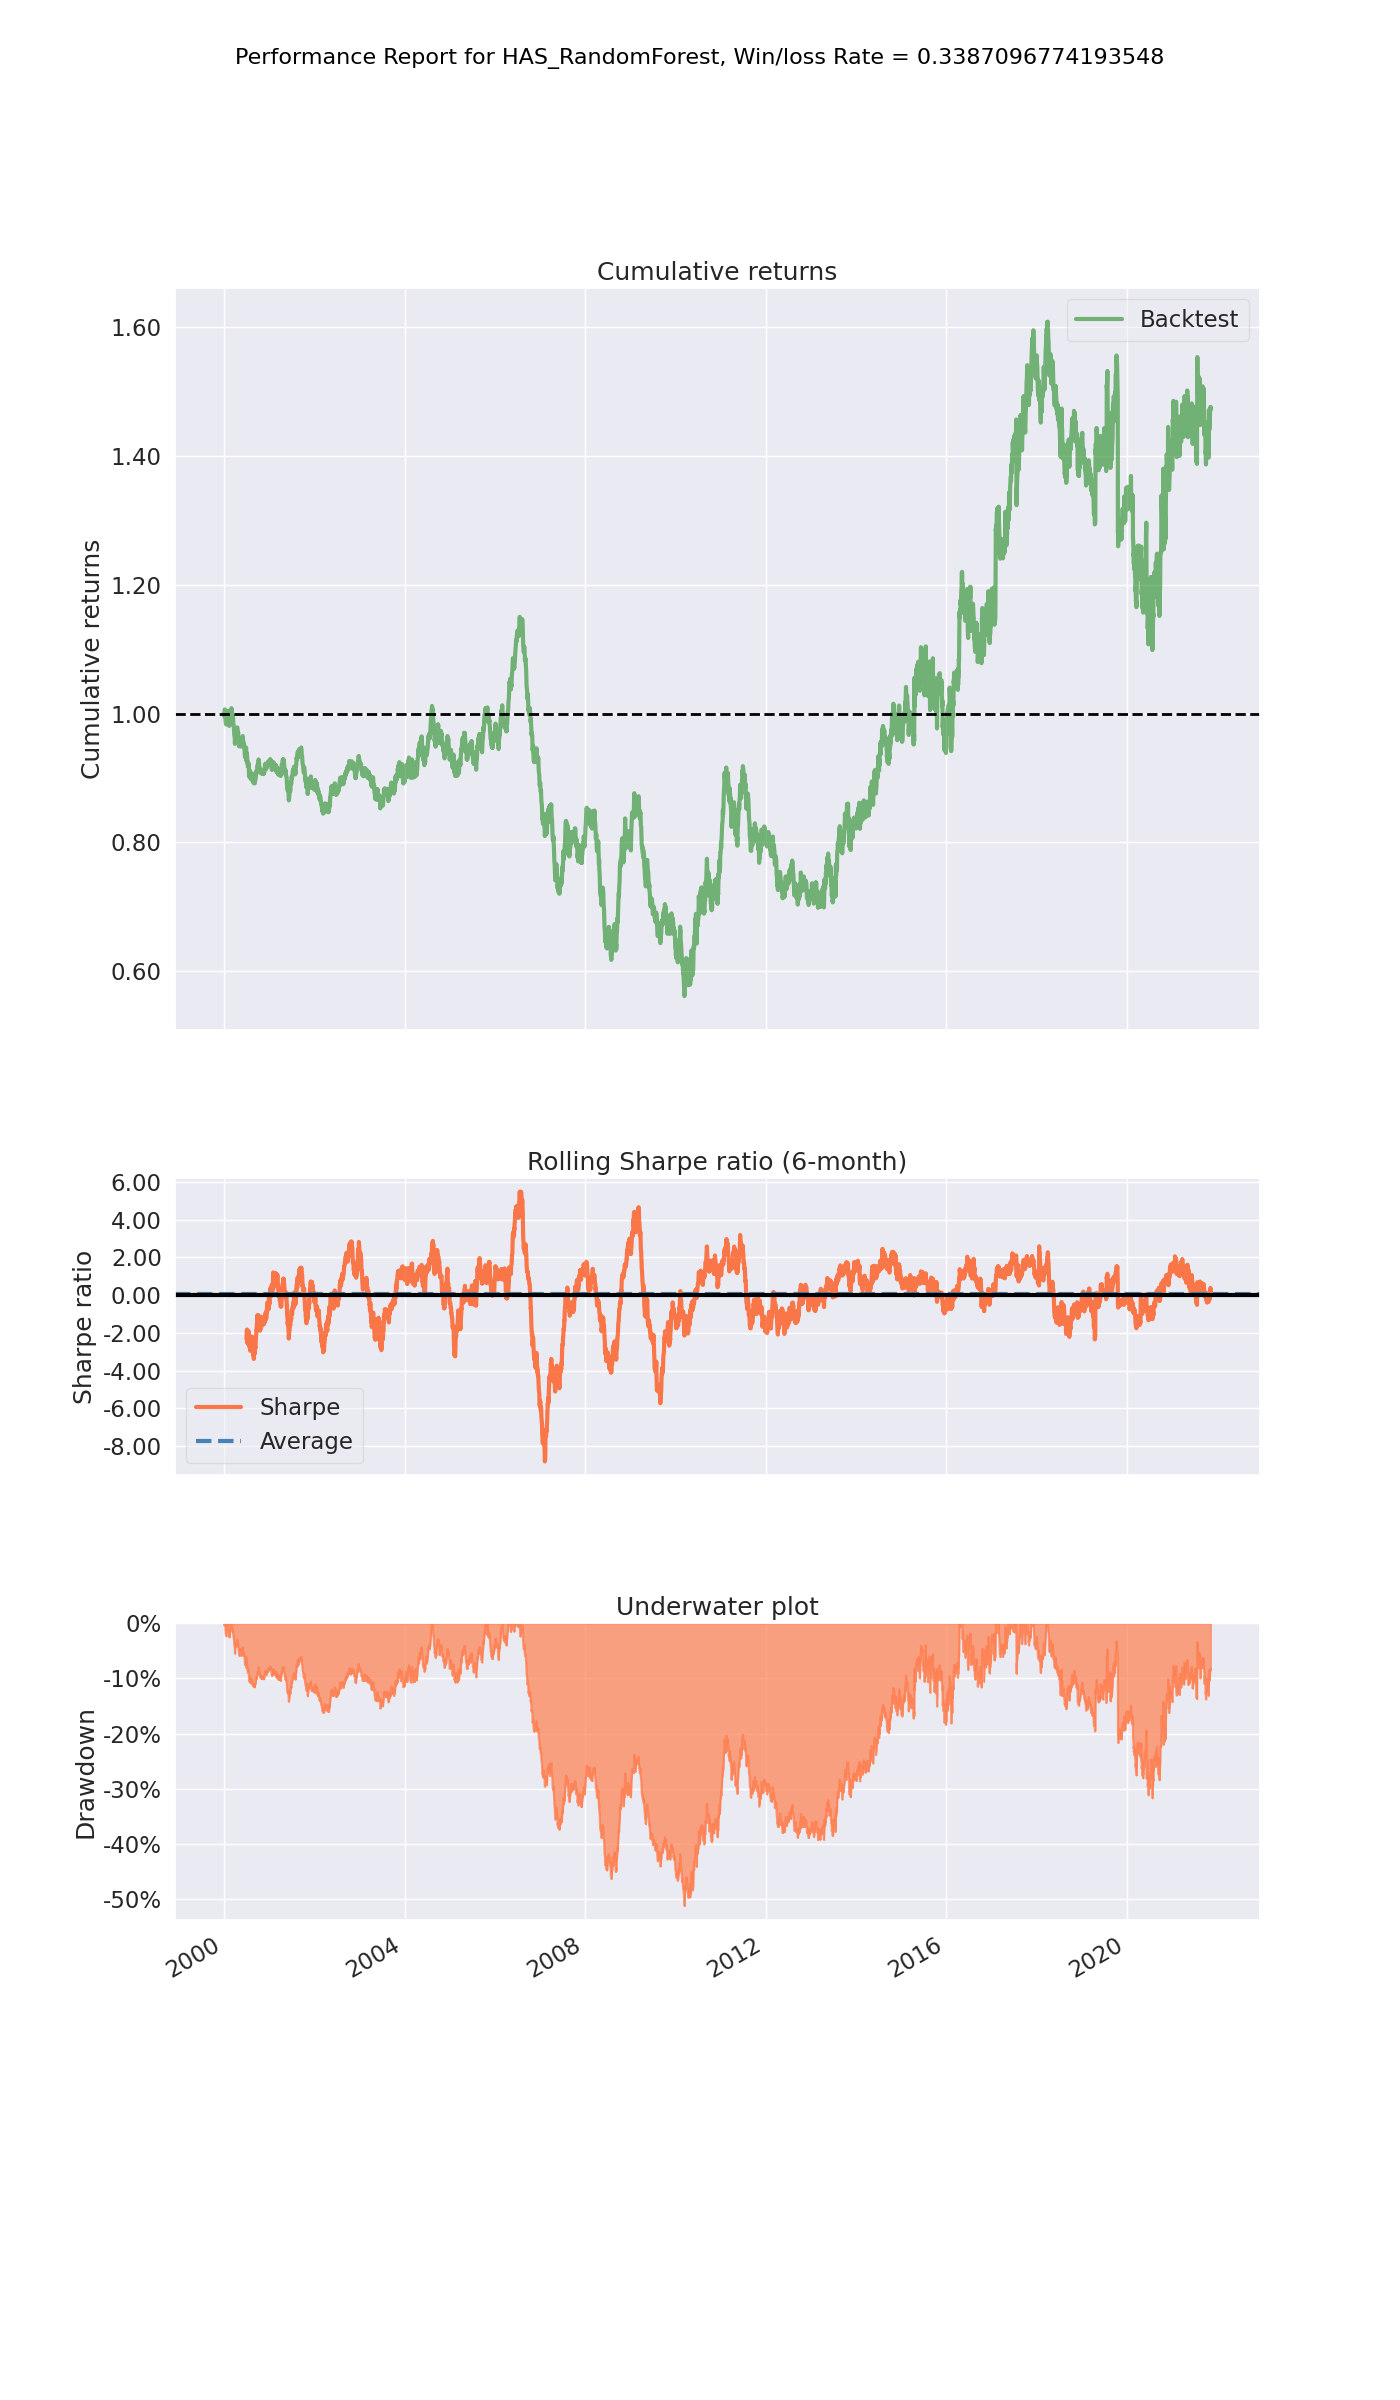 Performance Report for HAS_RandomForest, Win/loss Rate = 0.3387096774193548
Cumulative returns
Backtest
Cumulative returns
1.60
1.40
1.20
1.00
0.80
0.60
Rolling Sharpe ratio (6-month)
Sharpe ratio
6.00
4.00
2.00
0.00
-2.00
-4.00
-6.00
-8.00
Sharpe
Average
Underwater plot
Drawdown
0%
-10%
-20%
-30%
-40%
-50%
2000
2004
2008
2012
2016
2020